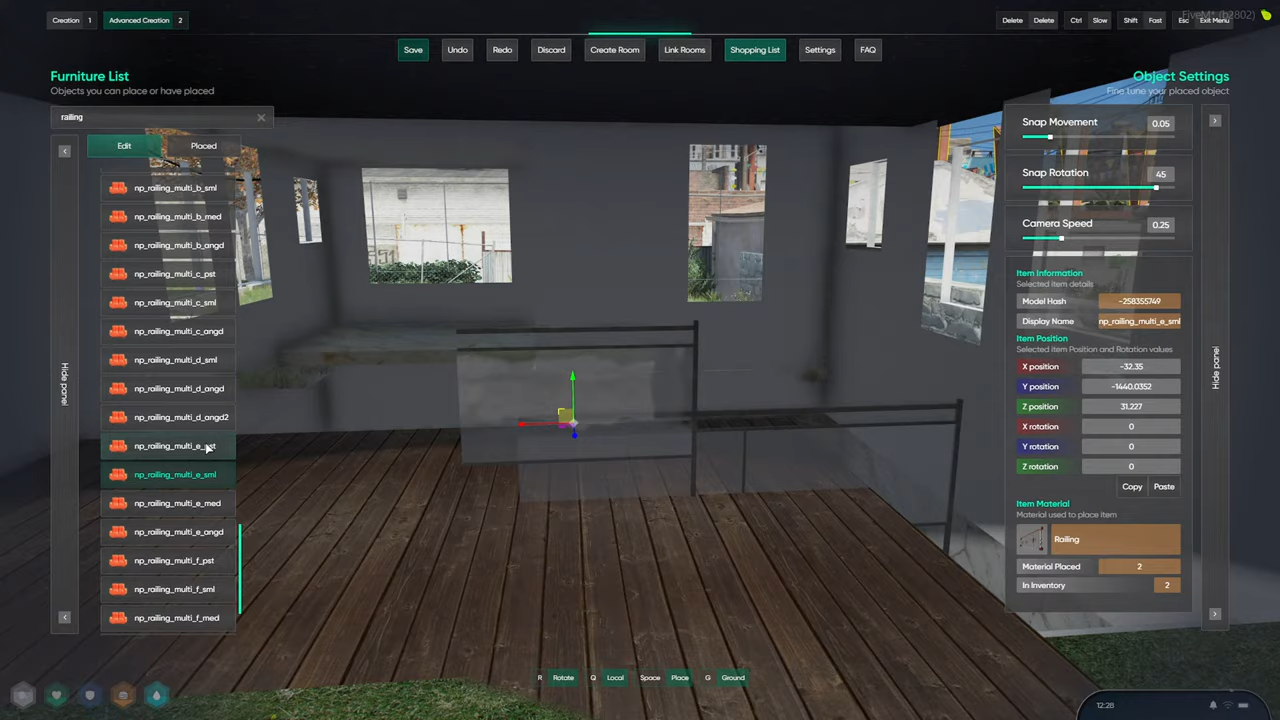 Creation 1 Advanced Creation 2
Delete Delete Ctrl Slow Shift Fast Esc Exit Menu
FiveM* (b2802)
Save Undo Redo Discard Create Room Link Rooms Shopping List Settings FAQ
Furniture List
Objects you can place or have placed
railing
Edit Placed
np_railing_multi_b_sml
np_railing_multi_b_med
np_railing_multi_b_angd
np_railing_multi_c_pst
np_railing_multi_c_sml
np_railing_multi_c_angd
np_railing_multi_d_sml
np_railing_multi_d_angd
np_railing_multi_d_angd2
np_railing_multi_e_pst
np_railing_multi_e_sml
np_railing_multi_e_med
np_railing_multi_e_angd
np_railing_multi_f_pst
np_railing_multi_f_sml
np_railing_multi_f_med
Hide panel
Object Settings
Fine tune your placed object
Snap Movement 0.05
Snap Rotation 45
Camera Speed 0.25
Item Information
Selected item details
Model Hash -258355749
Display Name np_railing_multi_e_sml
Item Position
Selected item Position and Rotation values
X position -32.35
Y position -1440.0352
Z position 31.227
X rotation 0
Y rotation 0
Z rotation 0
Copy Paste
Item Material
Material used to place item
Railing
Material Placed 2
In Inventory 2
Hide panel
R Rotate Q Local Space Place G Ground
12:28